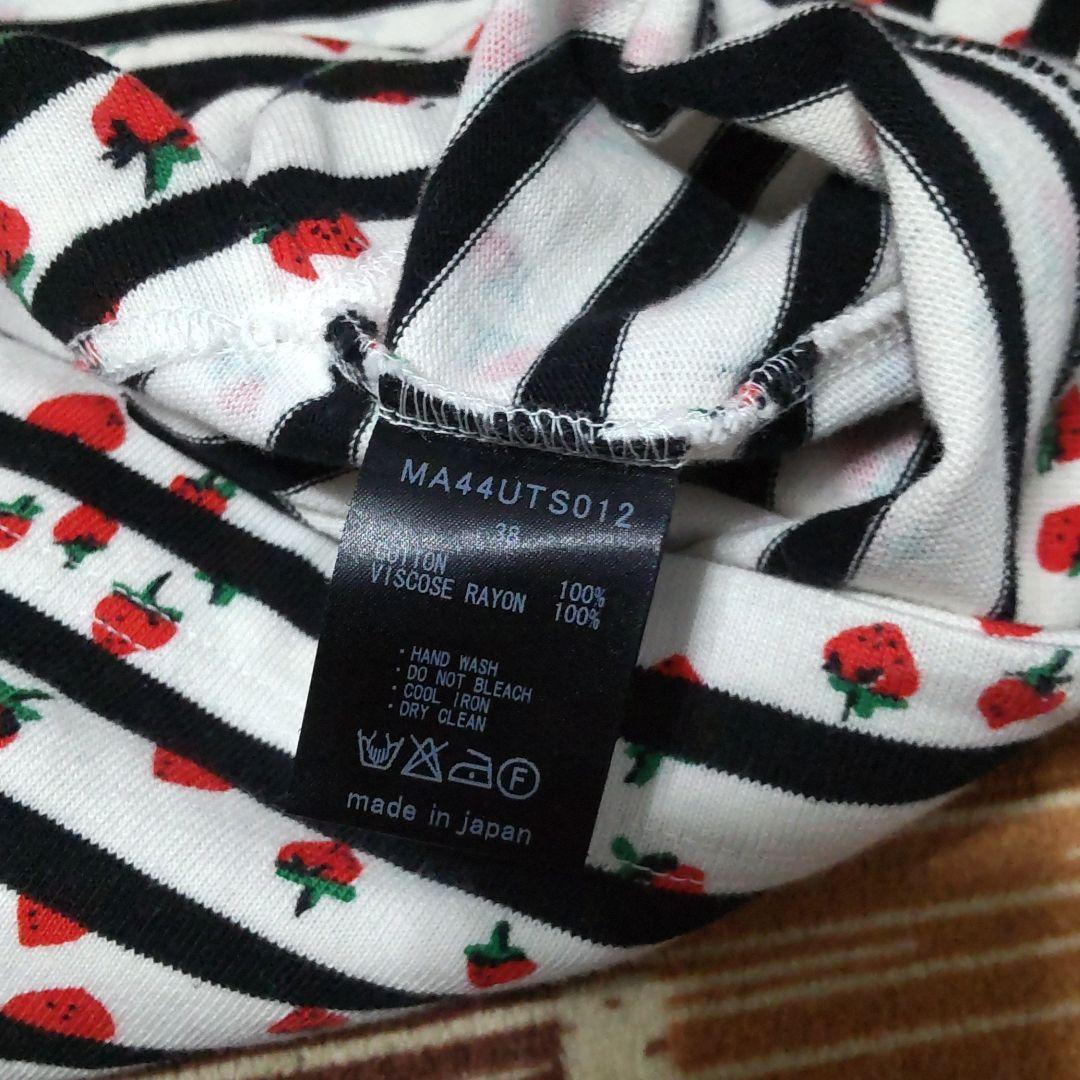 MA44UTS012
38
COTTON 100%
VISCOSE RAYON 100%
・HAND WASH
・DO NOT BLEACH
・COOL IRON
・DRY CLEAN
F
made in japan